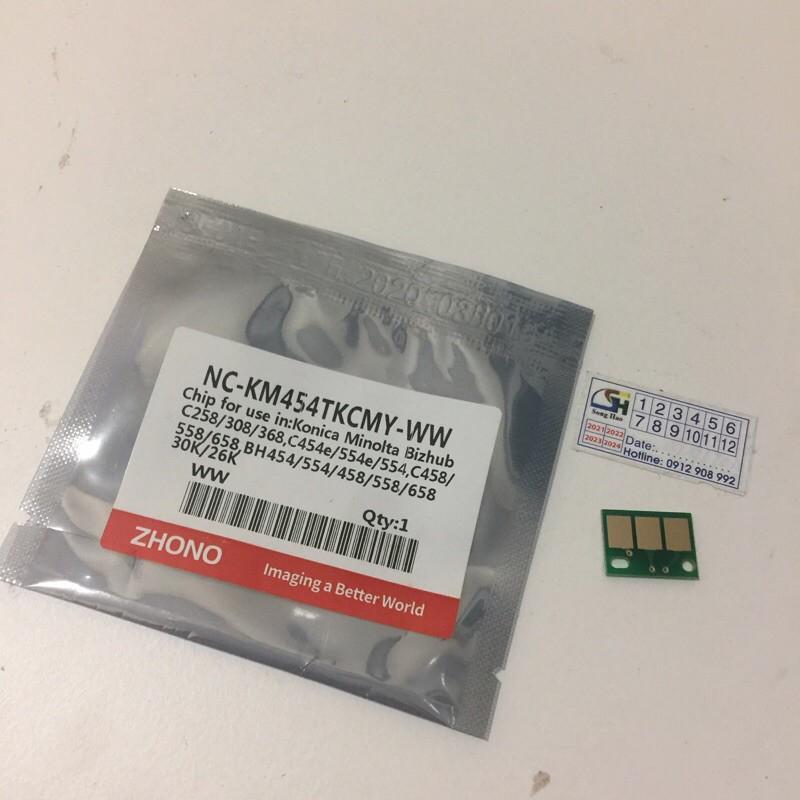 2020 03 01
NC-KM454TKCMY-WW
Chip for use in:Konica Minolta Bizhub
C258/308/368,C454e/554e/554,C458/
558/658 BH454/554/458/558/658
30K/26K
WW
Qty:1
ZHONO
Imaging a Better World
SH
Song Hao
1 2 3 4 5 6
7 8 9 10 11 12
2021 2022
2023 2024
Date:
Hotline: 0912 908 992